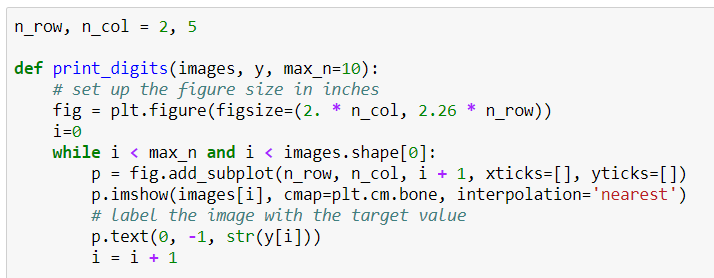 n_row, n_col = 2, 5
def print_digits(images, y, max_n=10):
# set up the figure size in inches
fig = plt.figure(figsize=(2. * n_col, 2.26 * n_row))
i=0
while i < max_n and i < images.shape[0]:
p = fig.add_subplot(n_row, n_col, i + 1, xticks=[], yticks=[])
p.imshow(images[i], cmap=plt.cm.bone, interpolation='nearest')
# label the image with the target value
p.text(0, -1, str(y[i]))
i = i + 1